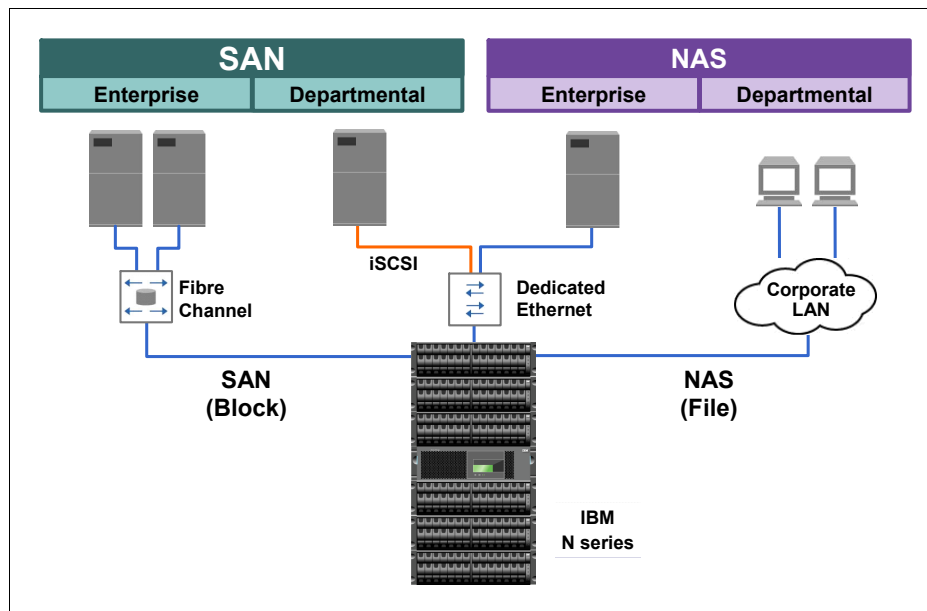 SAN
NAS
Enterprise
Departmental
Enterprise
Departmental
iSCSI
Fibre
Channel
Dedicated
Ethernet
Corporate
LAN
SAN
(Block)
NAS
(File)
IBM
N series